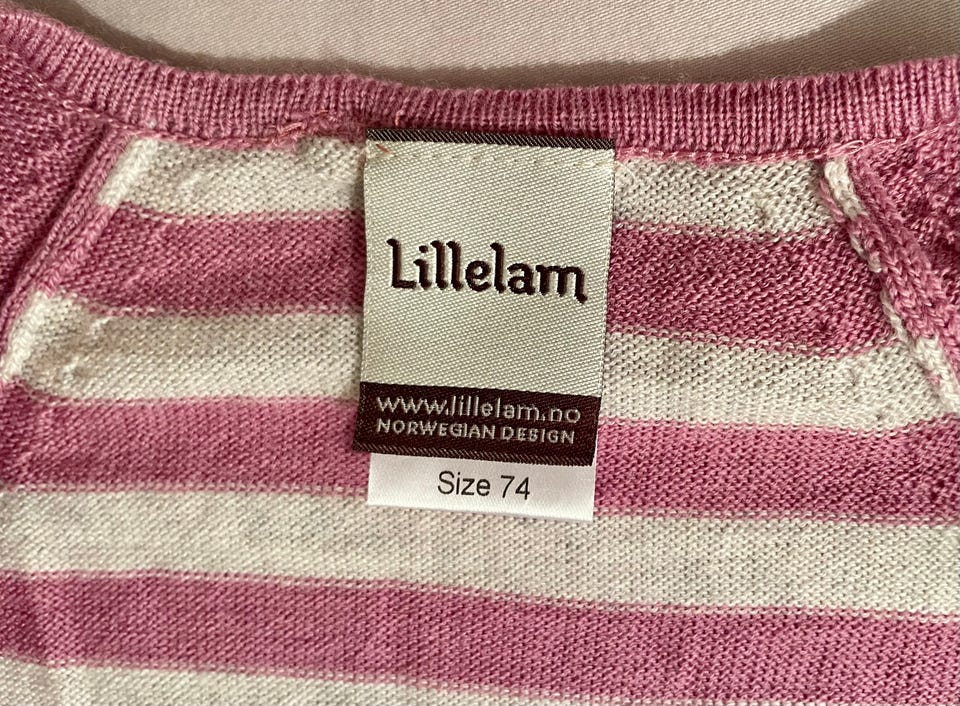 Lillelam
www.lillelam.no
NORWEGIAN DESIGN
Size 74